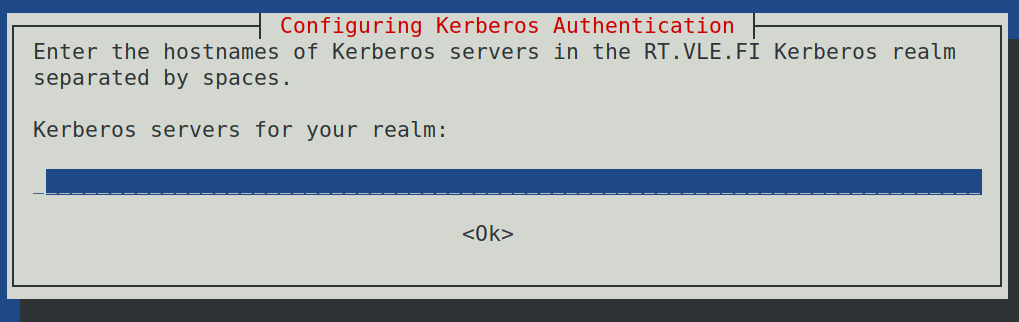 Configuring Kerberos Authentication
Enter the hostnames of Kerberos servers in the RT.VLE.FI Kerberos realm
separated by spaces.
Kerberos servers for your realm:
<Ok>